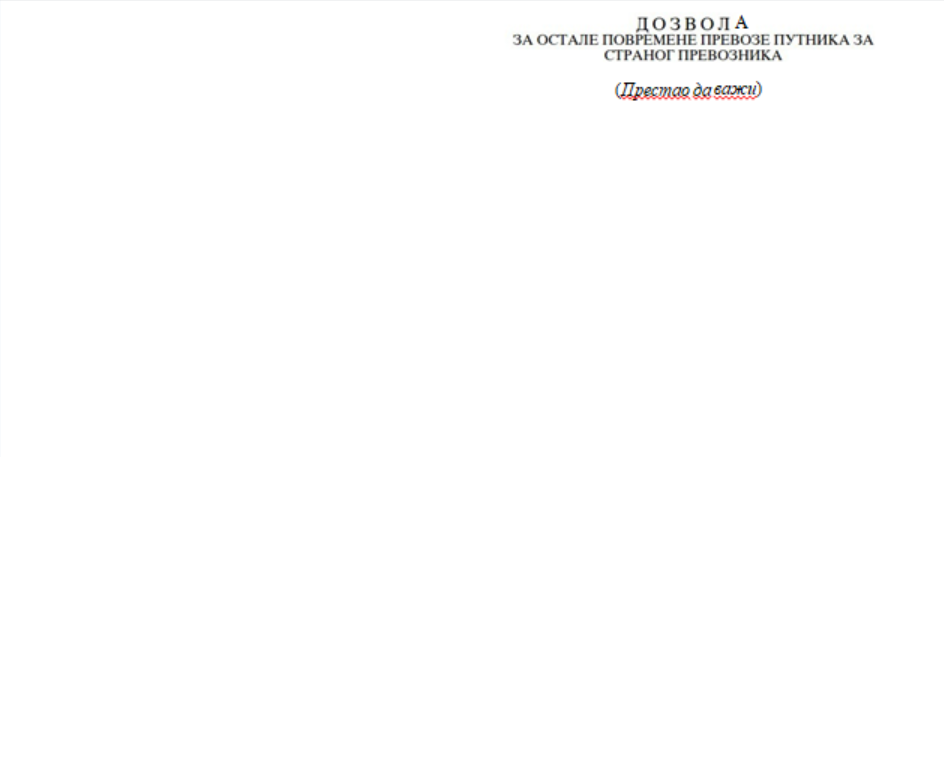 Д О З В О Л А
ЗА ОСТАЛЕ ПОВРЕМЕНЕ ПРЕВОЗЕ ПУТНИКА ЗА
СТРАНОГ ПРЕВОЗНИКА
(Престао да важи)